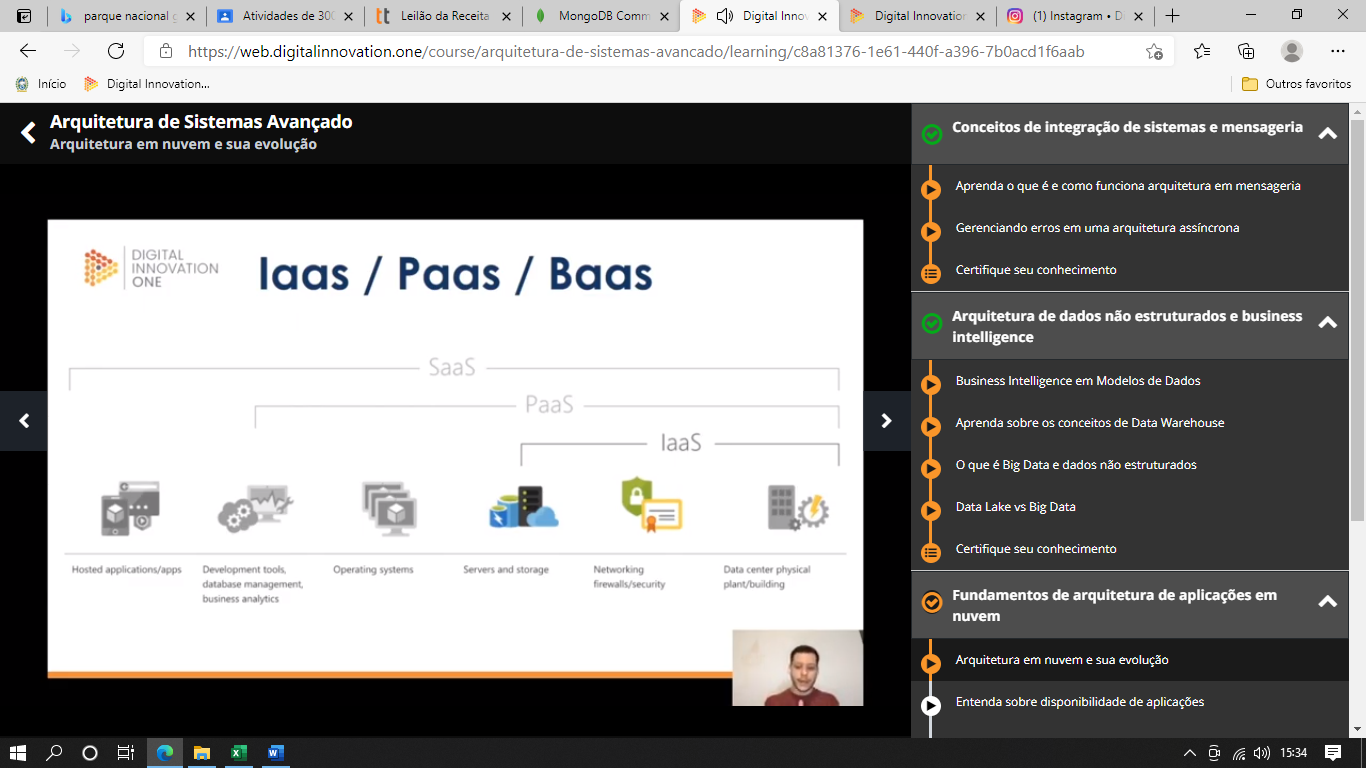 parque nacional g
Atividades de 300
Leilão da Receita
MongoDB Comm
Digital Innov
Digital Innovation
(1) Instagram • D
https://web.digitalinnovation.one/course/arquitetura-de-sistemas-avancado/learning/c8a81376-1e61-440f-a396-7b0acd1f6aab
Início
Digital Innovation...
Outros favoritos
Arquitetura de Sistemas Avançado
Arquitetura em nuvem e sua evolução
DIGITAL
INNOVATION
ONE
Iaas / Paas / Baas
SaaS
PaaS
IaaS
Hosted applications/apps
Development tools,
database management,
business analytics
Operating systems
Servers and storage
Networking
firewalls/security
Data center physical
plant/building
Conceitos de integração de sistemas e mensageria
Aprenda o que é e como funciona arquitetura em mensageria
Gerenciando erros em uma arquitetura assíncrona
Certifique seu conhecimento
Arquitetura de dados não estruturados e business
intelligence
Business Intelligence em Modelos de Dados
Aprenda sobre os conceitos de Data Warehouse
O que é Big Data e dados não estruturados
Data Lake vs Big Data
Certifique seu conhecimento
Fundamentos de arquitetura de aplicações em
nuvem
Arquitetura em nuvem e sua evolução
Entenda sobre disponibilidade de aplicações
15:34